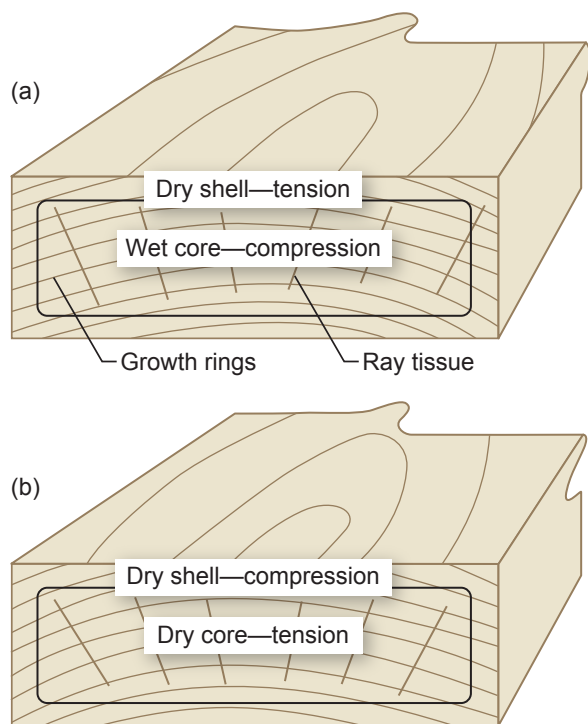 (a)
Dry shell—tension
Wet core—compression
Growth rings
Ray tissue
(b)
Dry shell—compression
Dry core—tension